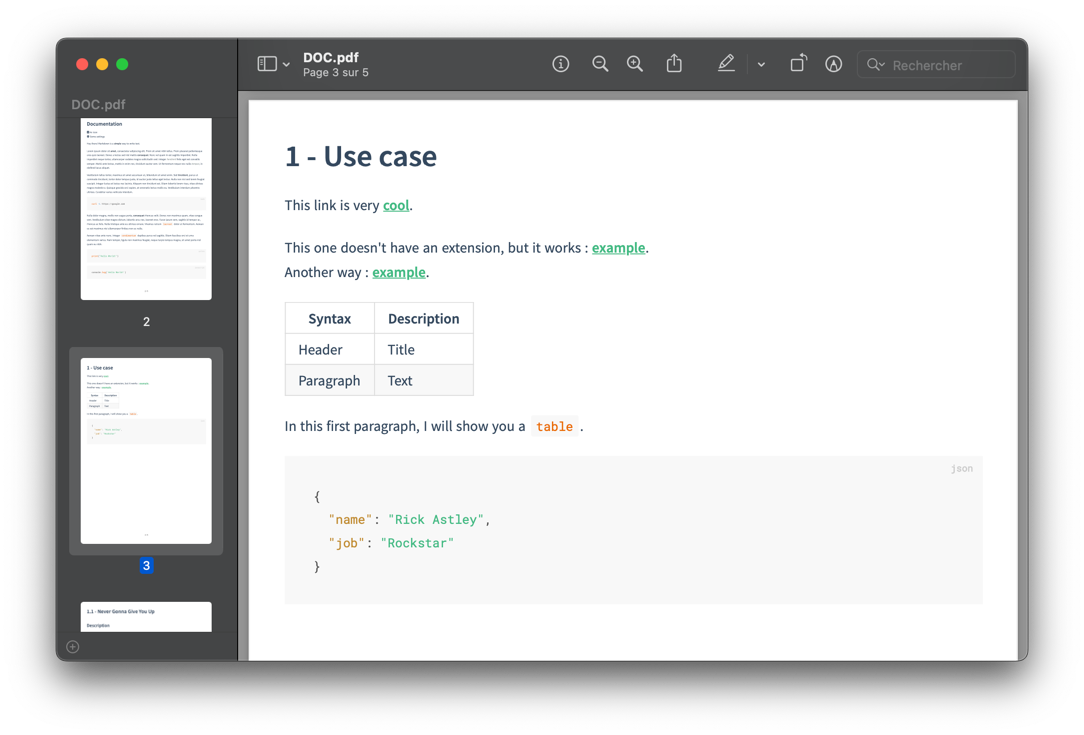 DOC.pdf
Page 3 sur 5
Rechercher
DOC.pdf
Documentation
2
1 - Use case
3
1.1 - Never Gonna Give You Up
Description
1 - Use case
This link is very cool.
This one doesn't have an extension, but it works : example.
Another way : example.
Syntax Description
Header Title
Paragraph Text
In this first paragraph, I will show you a table .
json
{
"name": "Rick Astley",
"job": "Rockstar"
}